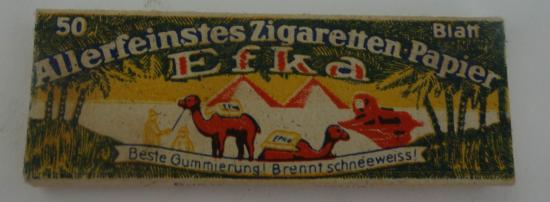 50 Blatt
Allerfeinstes Zigaretten-Papier
Efka
Efka
Efka
Beste Gummierung! Brennt schneeweiss!